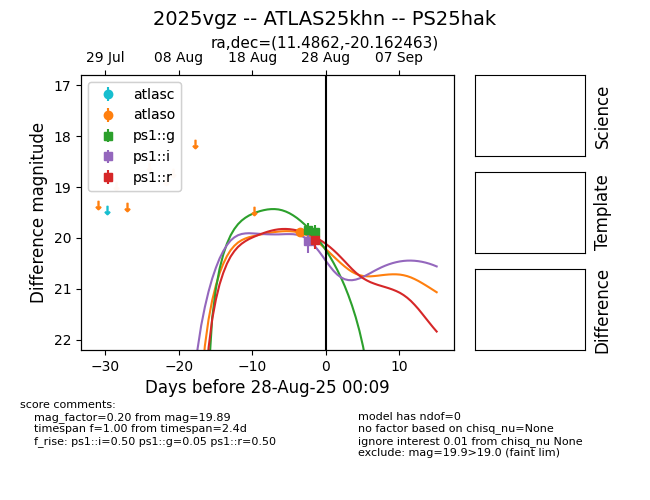 2025vgz -- ATLAS25khn -- PS25hak
ra,dec=(11.4862,-20.162463)
29 Jul 08 Aug 18 Aug 28 Aug 07 Sep
17
18
19
20
21
22
Difference magnitude
atlasc
atlaso
ps1::g
ps1::i
ps1::r
−30 −20 −10 0 10
Days before 28-Aug-25 00:09
Science
Template
Difference
score comments:
mag_factor=0.20 from mag=19.89
timespan f=1.00 from timespan=2.4d
f_rise: ps1::i=0.50 ps1::g=0.05 ps1::r=0.50
model has ndof=0
no factor based on chisq_nu=None
ignore interest 0.01 from chisq_nu None
exclude: mag=19.9>19.0 (faint lim)